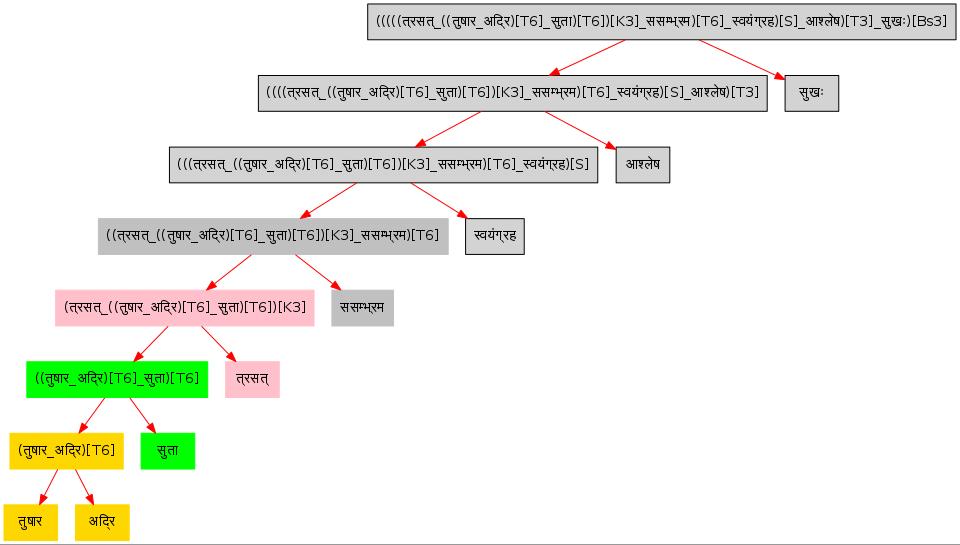 (((((त्रसत्_((तुषार_अद्रि)[T6]_सुता)[T6])[K3]_ससम्भ्रम)[T6]_स्वयंग्रह)[S]_आश्लेष)[T3]_सुखः)[Bs3]
((((त्रसत्_((तुषार_अद्रि)[T6]_सुता)[T6])[K3]_ससम्भ्रम)[T6]_स्वयंग्रह)[S]_आश्लेष)[T3]
सुखः
(((त्रसत्_((तुषार_अद्रि)[T6]_सुता)[T6])[K3]_ससम्भ्रम)[T6]_स्वयंग्रह)[S]
आश्लेष
((त्रसत्_((तुषार_अद्रि)[T6]_सुता)[T6])[K3]_ससम्भ्रम)[T6]
स्वयंग्रह
(त्रसत्_((तुषार_अद्रि)[T6]_सुता)[T6])[K3]
ससम्भ्रम
((तुषार_अद्रि)[T6]_सुता)[T6]
त्रसत्
(तुषार_अद्रि)[T6]
सुता
तुषार
अद्रि